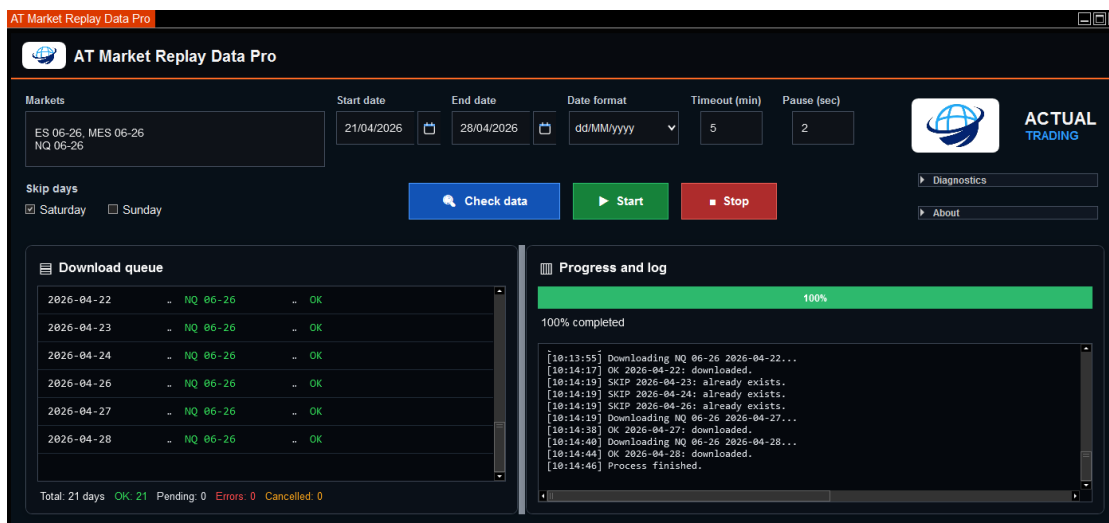 AT Market Replay Data Pro
AT Market Replay Data Pro
Markets
Start date
End date
Date format
Timeout (min)
Pause (sec)
ES 06-26, MES 06-26
NQ 06-26
21/04/2026
28/04/2026
dd/MM/yyyy
5
2
ACTUAL
TRADING
Skip days
Saturday
Sunday
Check data
Start
Stop
Diagnostics
About
Download queue
2026-04-22 .. NQ 06-26 .. OK
2026-04-23 .. NQ 06-26 .. OK
2026-04-24 .. NQ 06-26 .. OK
2026-04-26 .. NQ 06-26 .. OK
2026-04-27 .. NQ 06-26 .. OK
2026-04-28 .. NQ 06-26 .. OK
Total: 21 days OK: 21 Pending: 0 Errors: 0 Cancelled: 0
Progress and log
100%
100% completed
[10:13:55] Downloading NQ 06-26 2026-04-22...
[10:14:17] OK 2026-04-22: downloaded.
[10:14:19] SKIP 2026-04-23: already exists.
[10:14:19] SKIP 2026-04-24: already exists.
[10:14:19] SKIP 2026-04-26: already exists.
[10:14:19] Downloading NQ 06-26 2026-04-27...
[10:14:38] OK 2026-04-27: downloaded.
[10:14:40] Downloading NQ 06-26 2026-04-28...
[10:14:44] OK 2026-04-28: downloaded.
[10:14:46] Process finished.